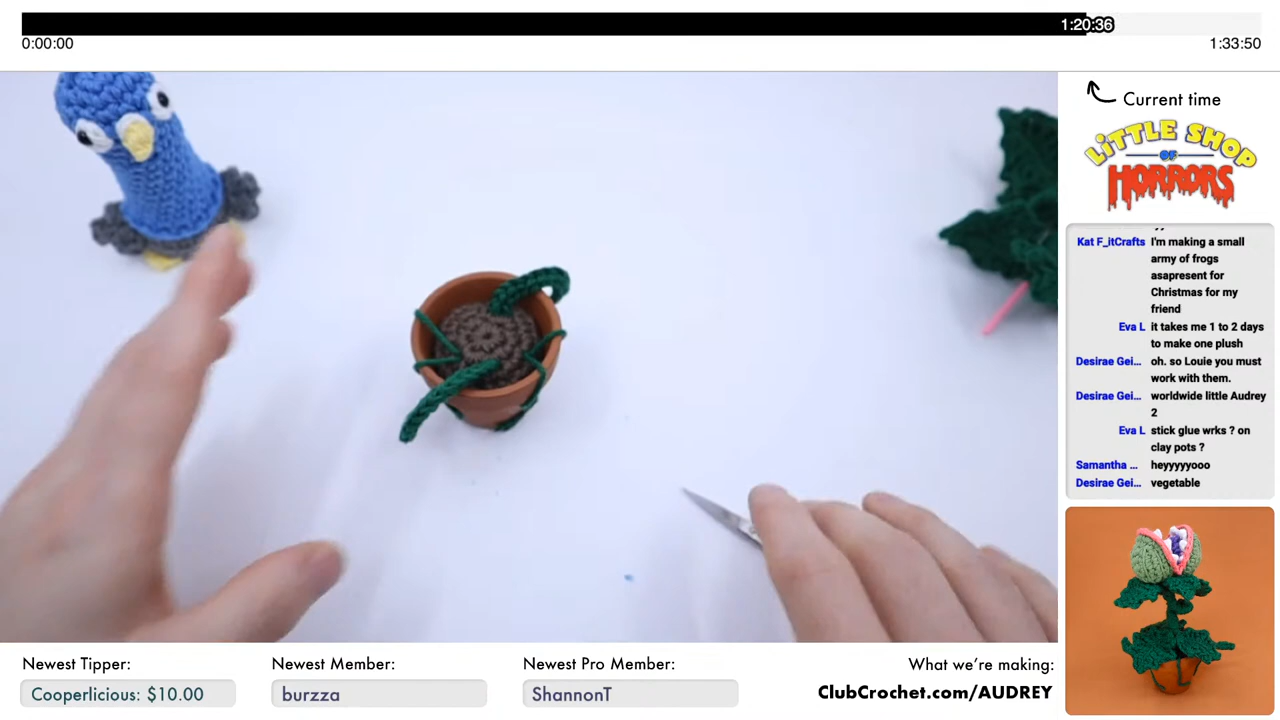 1:20:36
0:00:00
1:33:50
Current time
LiTTLE SHOP
OF
HORRORS
Kat F_itCrafts I'm making a small
army of frogs
asapresent for
Christmas for my
friend
Eva L it takes me 1 to 2 days
to make one plush
Desirae Gei... oh. so Louie you must
work with them.
Desirae Gei... worldwide little Audrey
2
Eva L stick glue wrks ? on
clay pots ?
Samantha ... heyyyyyooo
Desirae Gei... vegetable
Newest Tipper:
Cooperlicious: $10.00
Newest Member:
burzza
Newest Pro Member:
ShannonT
What we're making:
ClubCrochet.com/AUDREY